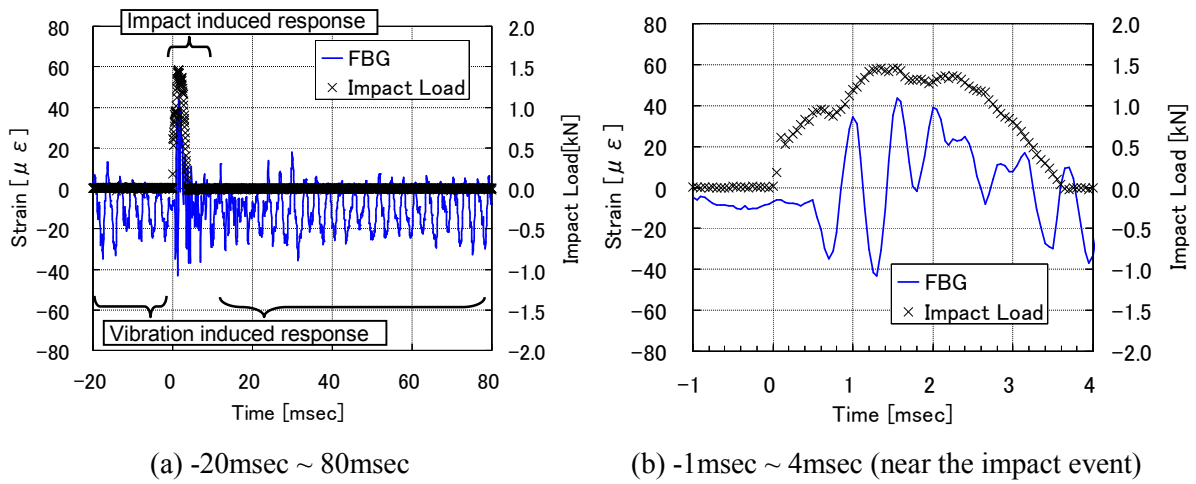 Impact induced response
FBG
Impact Load
Vibration induced response
80
60
40
20
0
−20
−40
−60
−80
Strain [μ ε]
2.0
1.5
1.0
0.5
0.0
−0.5
−1.0
−1.5
−2.0
Impact Load[kN]
−20 0 20 40 60 80
Time [msec]
(a) -20msec ~ 80msec
80
60
40
20
0
−20
−40
−60
−80
Strain [μ ε]
FBG
Impact Load
2.0
1.5
1.0
0.5
0.0
−0.5
−1.0
−1.5
−2.0
Impact Load [kN]
−1 0 1 2 3 4
Time [msec]
(b) -1msec ~ 4msec (near the impact event)